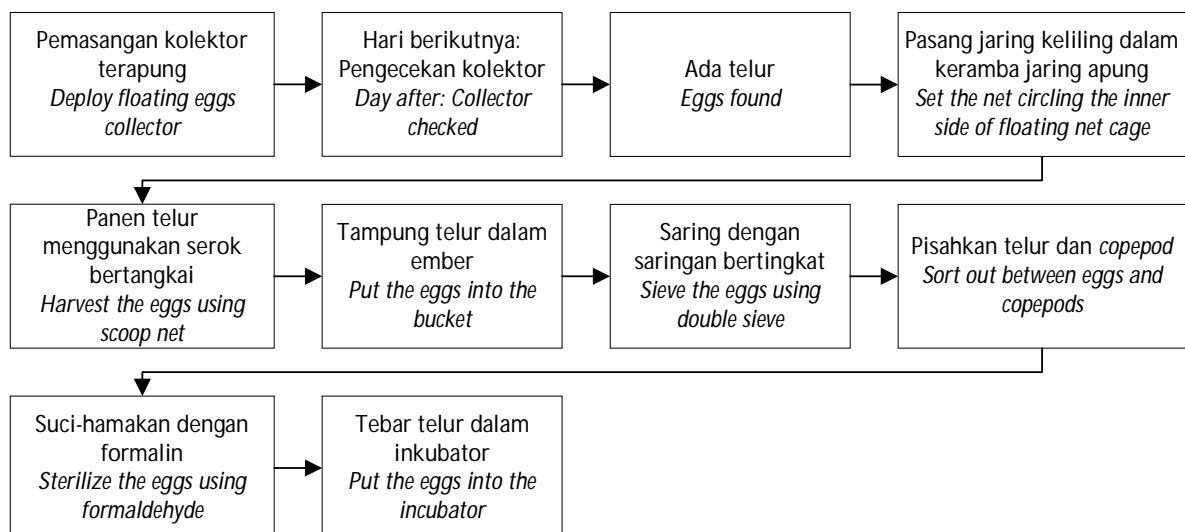 Pemasangan kolektor
terapung
Deploy floating eggs
collector
Hari berikutnya:
Pengecekan kolektor
Day after: Collector
checked
Ada telur
Eggs found
Pasang jaring keliling dalam
keramba jaring apung
Set the net circling the inner
side of floating net cage
Panen telur
menggunakan serok
bertangkai
Harvest the eggs using
scoop net
Tampung telur dalam
ember
Put the eggs into the
bucket
Saring dengan
saringan bertingkat
Sieve the eggs using
double sieve
Pisahkan telur dan copepod
Sort out between eggs and
copepods
Suci-hamakan dengan
formalin
Sterilize the eggs using
formaldehyde
Tebar telur dalam
inkubator
Put the eggs into the
incubator